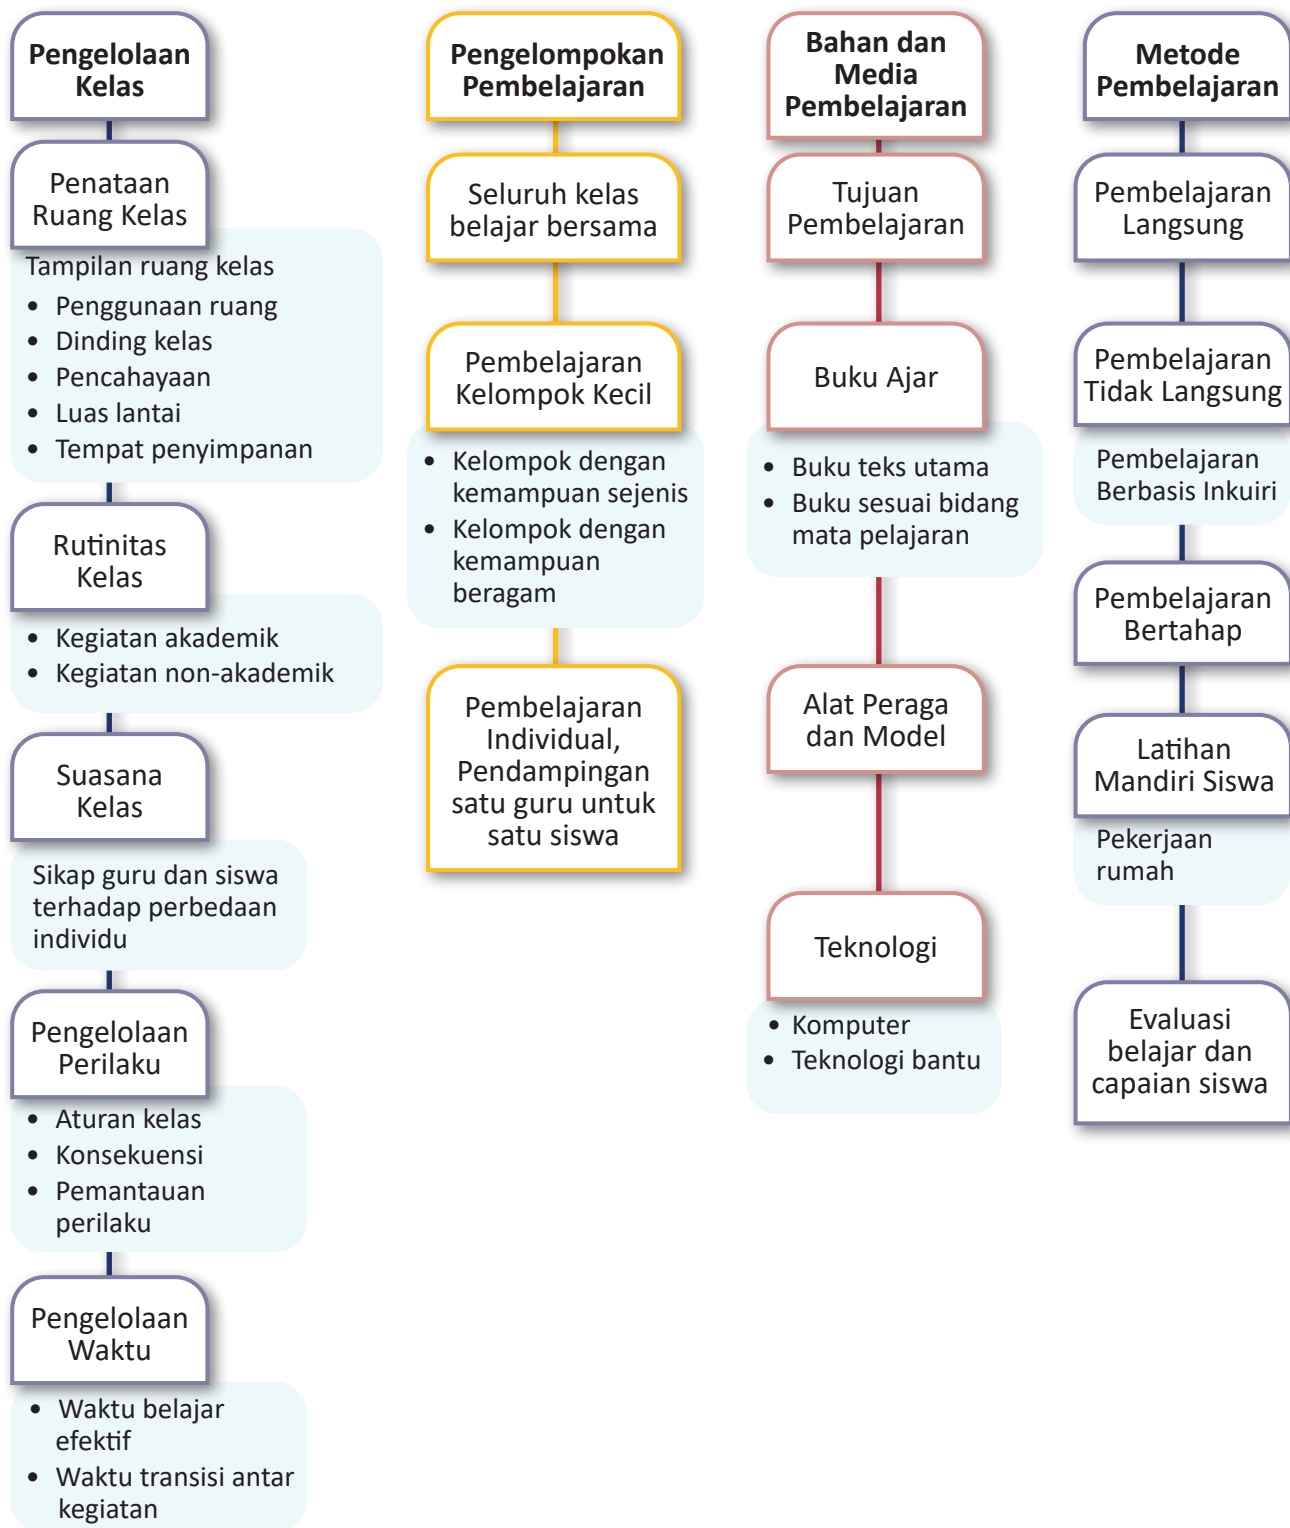 Pengelolaan
Kelas
Penataan
Ruang Kelas
Tampilan ruang kelas
• Penggunaan ruang
• Dinding kelas
• Pencahayaan
• Luas lantai
• Tempat penyimpanan
Rutinitas
Kelas
• Kegiatan akademik
• Kegiatan non-akademik
Suasana
Kelas
Sikap guru dan siswa
terhadap perbedaan
individu
Pengelolaan
Perilaku
• Aturan kelas
• Konsekuensi
• Pemantauan
perilaku
Pengelolaan
Waktu
• Waktu belajar
efektif
• Waktu transisi antar
kegiatan
Pengelompokan
Pembelajaran
Seluruh kelas
belajar bersama
Pembelajaran
Kelompok Kecil
• Kelompok dengan
kemampuan sejenis
• Kelompok dengan
kemampuan
beragam
Pembelajaran
Individual,
Pendampingan
satu guru untuk
satu siswa
Bahan dan
Media
Pembelajaran
Tujuan
Pembelajaran
Buku Ajar
• Buku teks utama
• Buku sesuai bidang
mata pelajaran
Alat Peraga
dan Model
Teknologi
• Komputer
• Teknologi bantu
Metode
Pembelajaran
Pembelajaran
Langsung
Pembelajaran
Tidak Langsung
Pembelajaran
Berbasis Inkuiri
Pembelajaran
Bertahap
Latihan
Mandiri Siswa
Pekerjaan
rumah
Evaluasi
belajar dan
capaian siswa